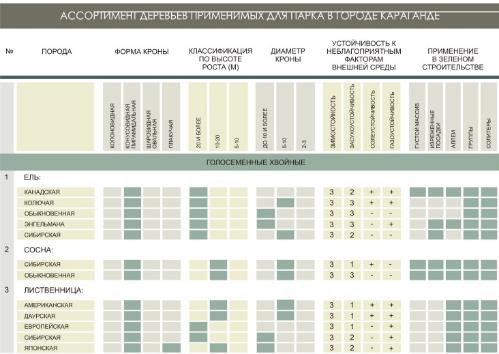 АССОРТИМЕНТ ДЕРЕВЬЕВ ПРИМЕНИМЫХ ДЛЯ ПАРКА В ГОРОДЕ КАРАГАНДЕ
№ ПОРОДА ФОРМА КРОНЫ КЛАССИФИКАЦИЯ ПО ВЫСОТЕ РОСТА (М) ДИАМЕТР КРОНЫ УСТОЙЧИВОСТЬ К НЕБЛАГОПРИЯТНЫМ ФАКТОРАМ ВНЕШНЕЙ СРЕДЫ ПРИМЕНЕНИЕ В ЗЕЛЕНОМ СТРОИТЕЛЬСТВЕ
КОЛОНОВИДНАЯ
КОНУСОВИДНАЯ ПИРАМИДАЛЬНАЯ
ШАРОВИДНАЯ ОВАЛЬНАЯ
ПЛАКУЧАЯ
20 И БОЛЕЕ
10-20
5-10
ДО 10 И БОЛЕЕ
5-10
2-5
ЗИМОСТОЙКОСТЬ
ЗАСУХОУСТОЙЧИВОСТЬ
СОЛЕУСТОЙЧИВОСТЬ
ГАЗОУСТОЙЧИВОСТЬ
ГУСТОЙ МАССИВ
ИЗРЕЖЕННЫЕ ПОСАДКИ
АЛЛЕИ
ГРУППЫ
СОЛИТЕРЫ
ГОЛОСЕМЕННЫЕ ХВОЙНЫЕ
1 ЕЛЬ:
КАНАДСКАЯ 3 2 + +
КОЛЮЧАЯ 3 3 + +
ОБЫКНОВЕННАЯ 3 3 - -
ЭНГЕЛЬМАНА 3 3 - +
СИБИРСКАЯ 3 2 - -
2 СОСНА:
СИБИРСКАЯ 3 1 + -
ОБЫКНОВЕННАЯ 3 3 - -
3 ЛИСТВЕННИЦА:
АМЕРИКАНСКАЯ 3 1 + +
ДАУРСКАЯ 3 1 + +
ЕВРОПЕЙСКАЯ 3 1 - +
СИБИРСКАЯ 3 2 - +
ЯПОНСКАЯ 3 2 - +